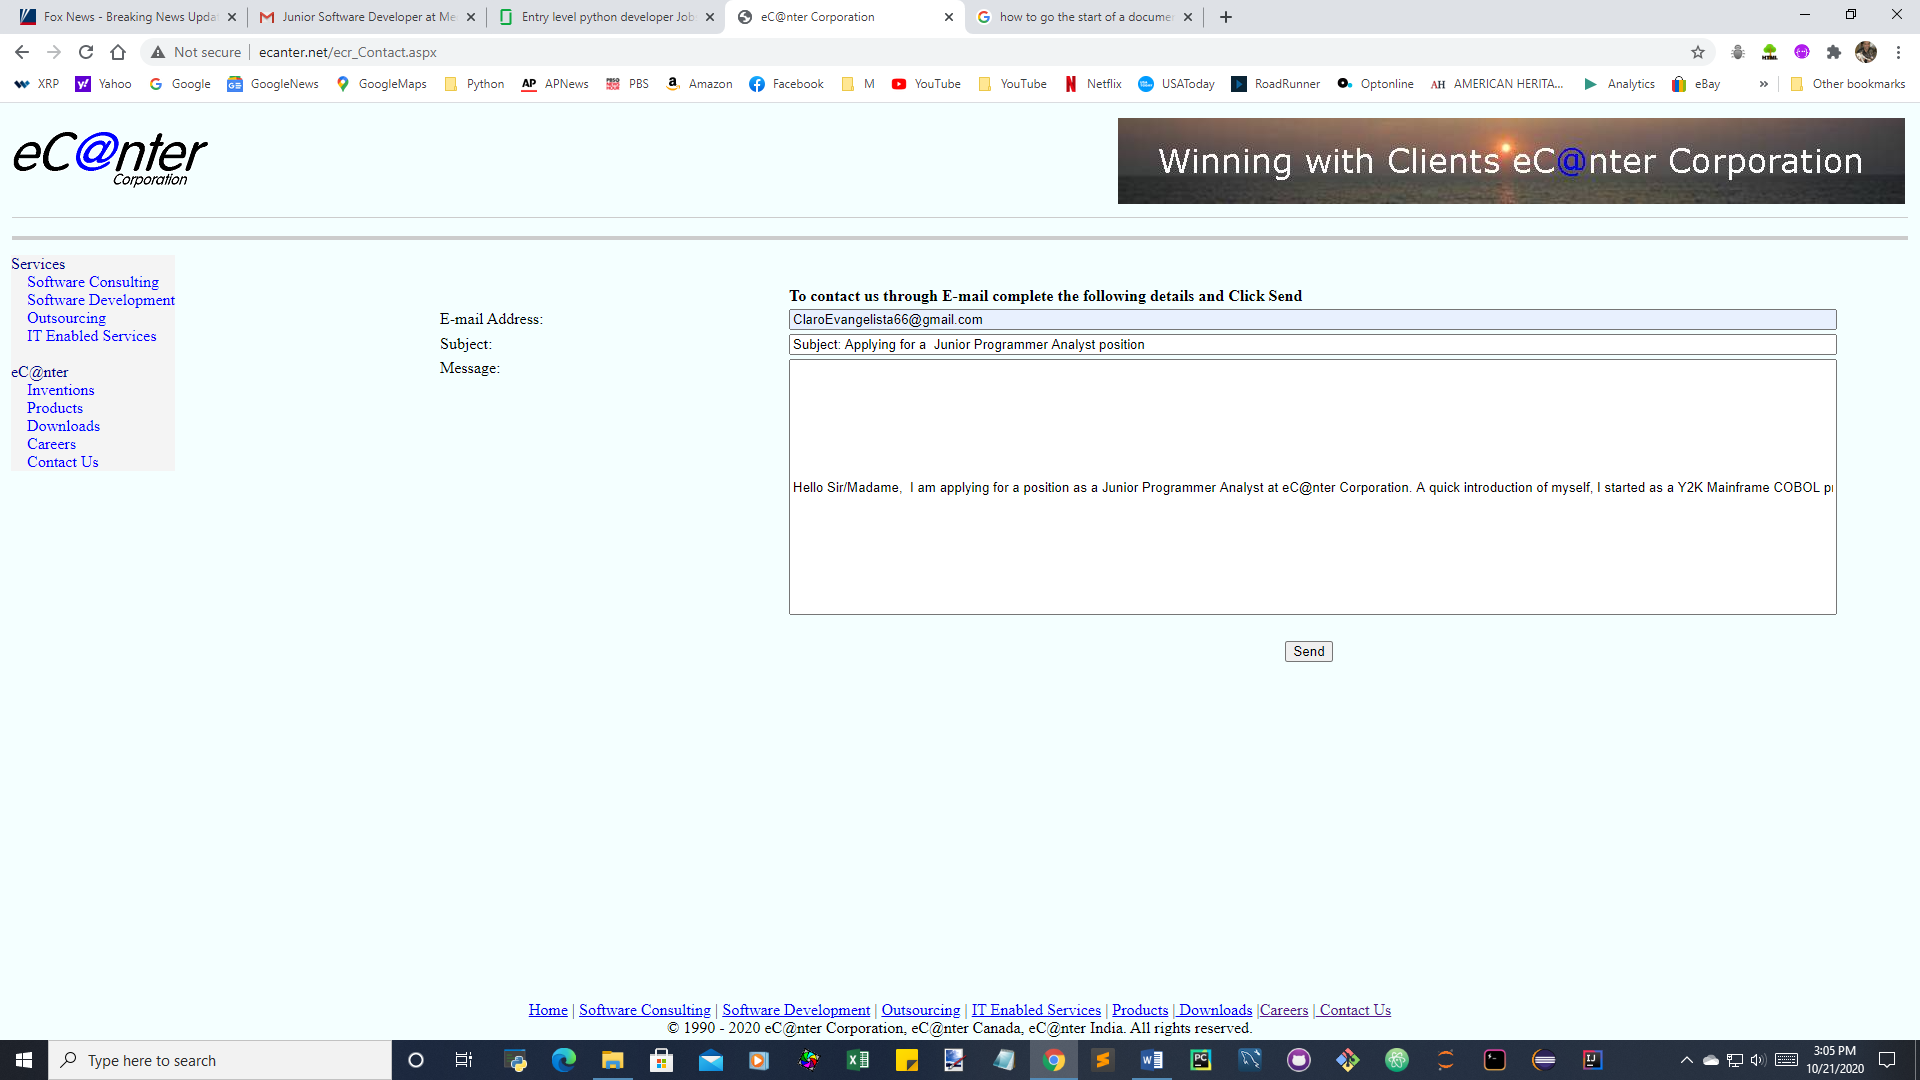 Fox News - Breaking News Upda
Junior Software Developer at Me
Entry level python developer Job
eC@nter Corporation
how to go the start of a docume
Not secure
ecanter.net/ecr_Contact.aspx
XRP
Yahoo
Google
GoogleNews
GoogleMaps
Python
AP APNews
PBS
Amazon
Facebook
M
YouTube
YouTube
Netflix
USAToday
RoadRunner
Optonline
AH AMERICAN HERITA...
Analytics
eBay
»
Other bookmarks
eC@nter
Corporation
Winning with Clients eC@nter Corporation
Services
Software Consulting
Software Development
Outsourcing
IT Enabled Services
eC@nter
Inventions
Products
Downloads
Careers
Contact Us
To contact us through E-mail complete the following details and Click Send
E-mail Address:
ClaroEvangelista66@gmail.com
Subject:
Subject: Applying for a  Junior Programmer Analyst position
Message:
Hello Sir/Madame,  I am applying for a position as a Junior Programmer Analyst at eC@nter Corporation. A quick introduction of myself, I started as a Y2K Mainframe COBOL pr
Send
Home | Software Consulting | Software Development | Outsourcing | IT Enabled Services | Products | Downloads |Careers | Contact Us
© 1990 - 2020 eC@nter Corporation, eC@nter Canada, eC@nter India. All rights reserved.
Type here to search
3:05 PM
10/21/2020